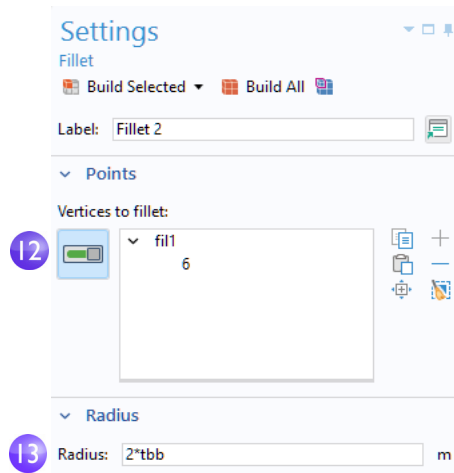 Settings
Fillet
Build Selected Build All
Label: Fillet 2
Points
Vertices to fillet:
12
fil1
6
Radius
13 Radius: 2*tbb m